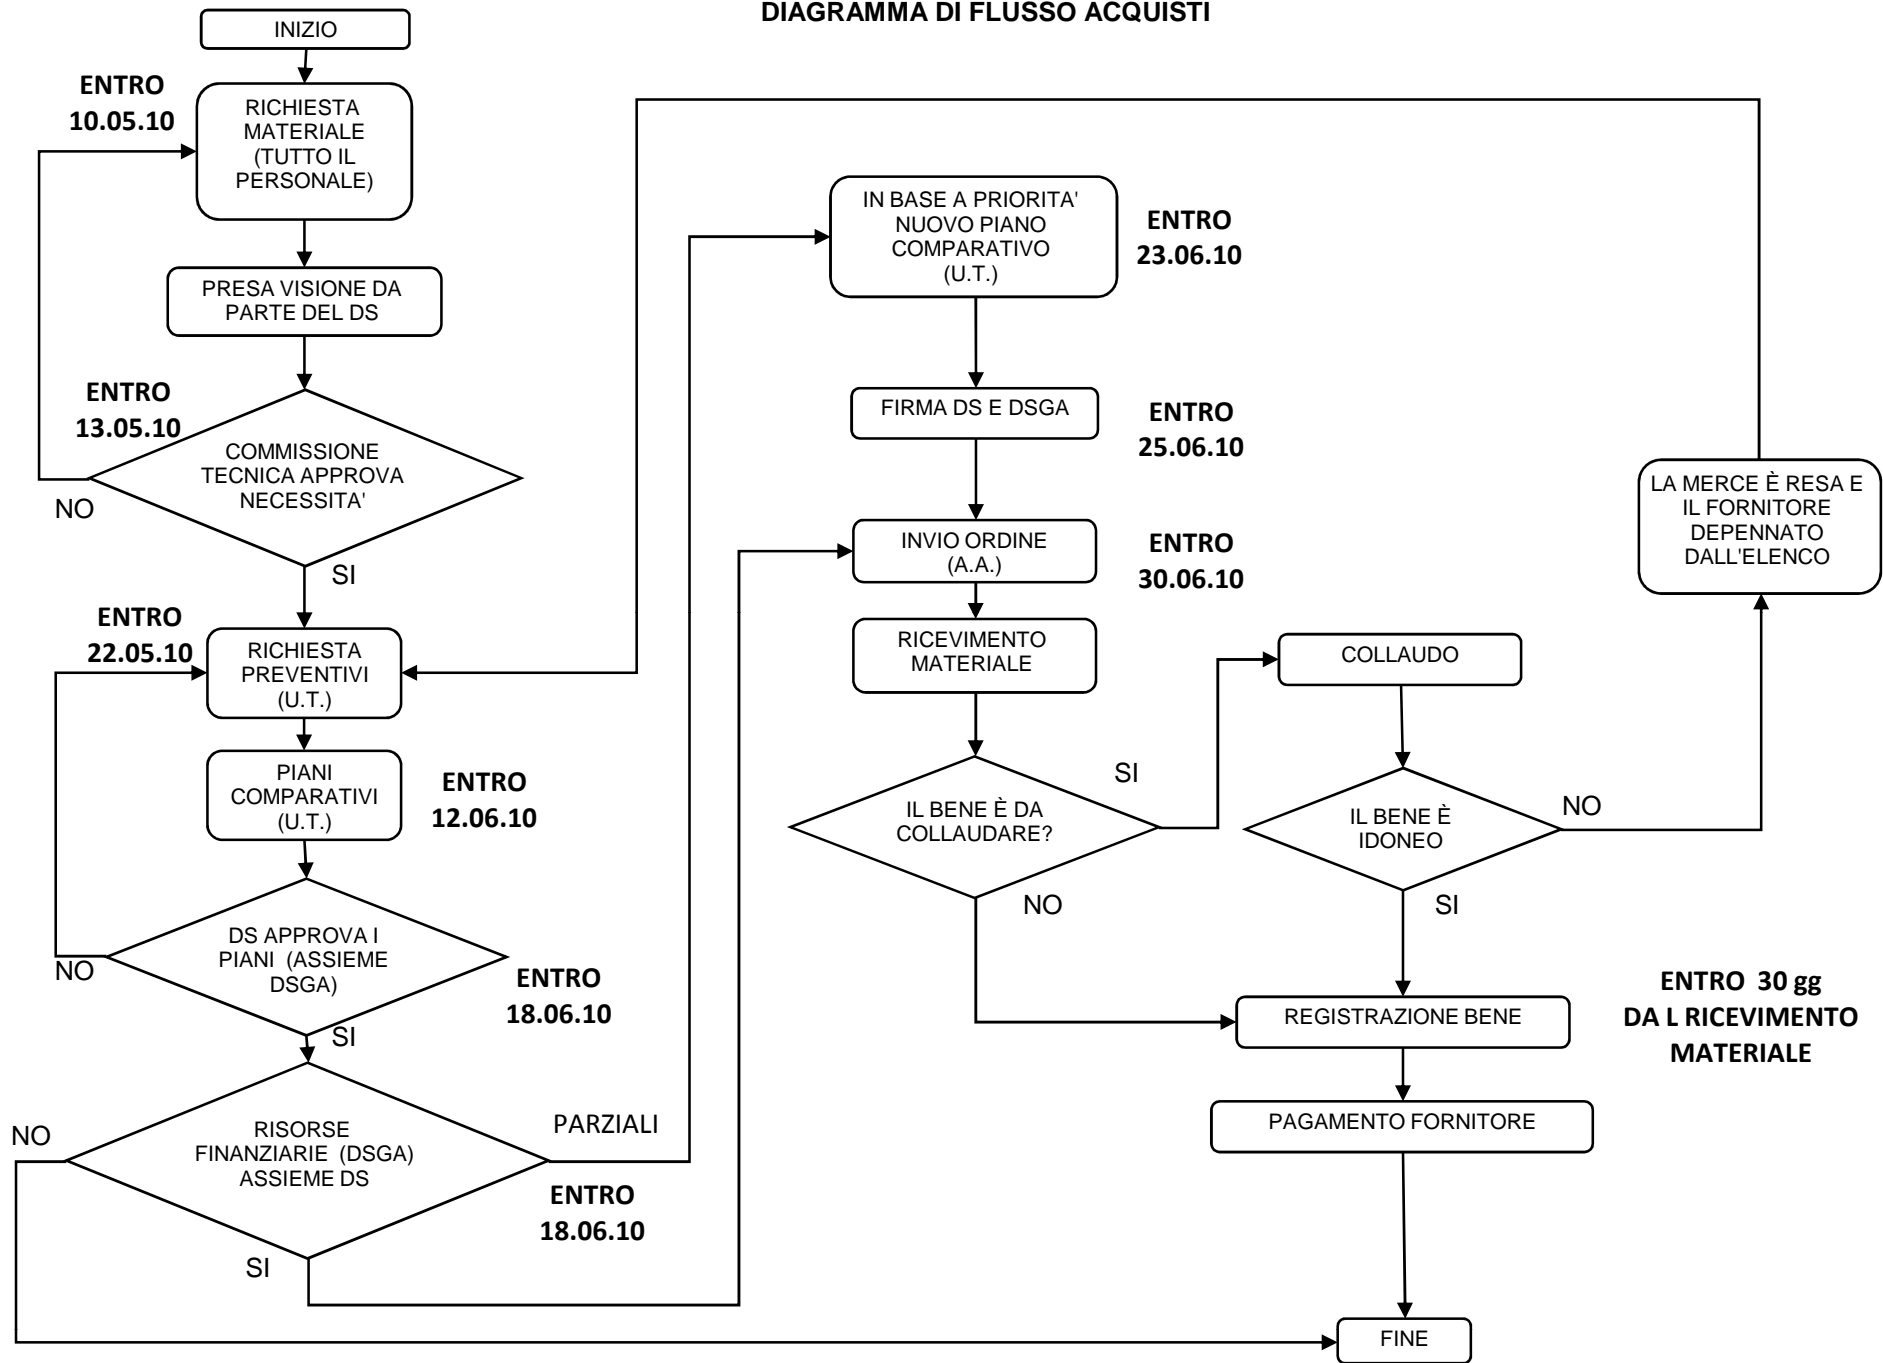 DIAGRAMMA DI FLUSSO ACQUISTI
INIZIO
ENTRO
10.05.10
RICHIESTA
MATERIALE
(TUTTO IL
PERSONALE)
PRESA VISIONE DA
PARTE DEL DS
ENTRO
13.05.10
COMMISSIONE
TECNICA APPROVA
NECESSITA'
NO
SI
ENTRO
22.05.10
RICHIESTA
PREVENTIVI
(U.T.)
PIANI
COMPARATIVI
(U.T.)
ENTRO
12.06.10
DS APPROVA I
PIANI (ASSIEME
DSGA)
NO
ENTRO
18.06.10
SI
RISORSE
FINANZIARIE (DSGA)
ASSIEME DS
NO
PARZIALI
ENTRO
18.06.10
SI
IN BASE A PRIORITA'
NUOVO PIANO
COMPARATIVO
(U.T.)
ENTRO
23.06.10
FIRMA DS E DSGA
ENTRO
25.06.10
INVIO ORDINE
(A.A.)
ENTRO
30.06.10
RICEVIMENTO
MATERIALE
IL BENE È DA
COLLAUDARE?
SI
NO
COLLAUDO
IL BENE È
IDONEO
NO
SI
LA MERCE È RESA E
IL FORNITORE
DEPENNATO
DALL'ELENCO
REGISTRAZIONE BENE
ENTRO 30 gg
DA L RICEVIMENTO
MATERIALE
PAGAMENTO FORNITORE
FINE